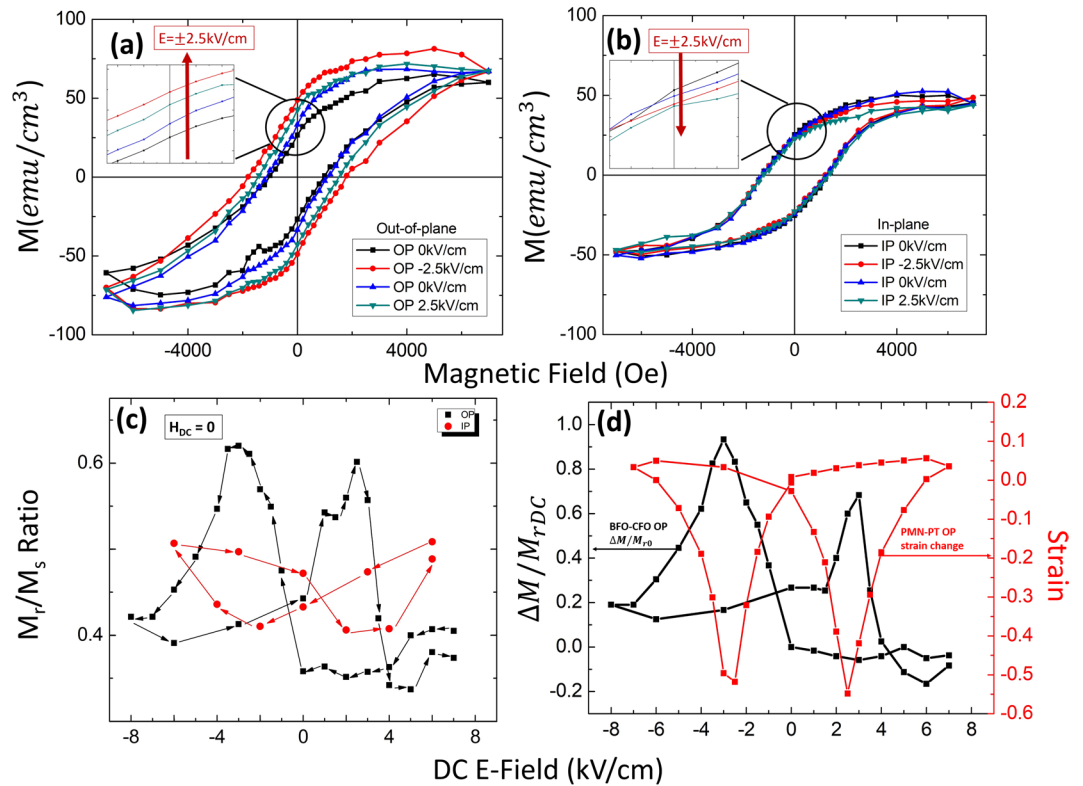 (a)
E=±2.5kV/cm
M(emu/cm³)
100
50
0
-50
-100
-4000
0
4000
Out-of-plane
OP 0kV/cm
OP -2.5kV/cm
OP 0kV/cm
OP 2.5kV/cm
(b)
E=±2.5kV/cm
M(emu/cm³)
100
50
0
-50
-100
-4000
0
4000
In-plane
IP 0kV/cm
IP -2.5kV/cm
IP 0kV/cm
IP 2.5kV/cm
Magnetic Field (Oe)
(c)
H_DC = 0
OP
IP
M_r/M_s Ratio
0.6
0.4
-8 -4 0 4 8
(d)
ΔM/M_rDC
1.0
0.8
0.6
0.4
0.2
0.0
-0.2
BFO-CFO OP
ΔM/M_r0
PMN-PT OP
strain change
0.2
0.1
0.0
-0.1
-0.2
-0.3
-0.4
-0.5
-0.6
Strain
-8 -6 -4 -2 0 2 4 6 8
DC E-Field (kV/cm)